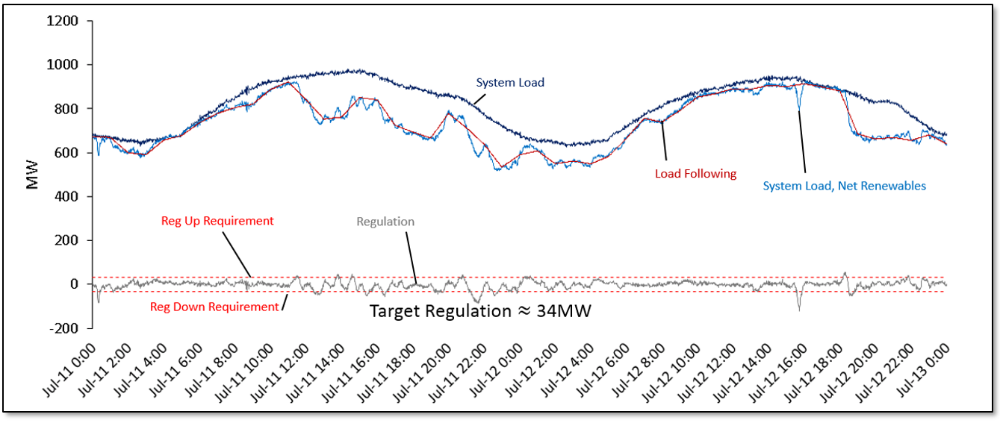 1200
1000
800
600
400
200
0
-200
MW
System Load
Load Following
System Load, Net Renewables
Reg Up Requirement
Regulation
Reg Down Requirement
Target Regulation ≈ 34MW
Jul-11 0:00
Jul-11 2:00
Jul-11 4:00
Jul-11 6:00
Jul-11 8:00
Jul-11 10:00
Jul-11 12:00
Jul-11 14:00
Jul-11 16:00
Jul-11 18:00
Jul-11 20:00
Jul-11 22:00
Jul-12 0:00
Jul-12 2:00
Jul-12 4:00
Jul-12 6:00
Jul-12 8:00
Jul-12 10:00
Jul-12 12:00
Jul-12 14:00
Jul-12 16:00
Jul-12 18:00
Jul-12 20:00
Jul-12 22:00
Jul-13 0:00